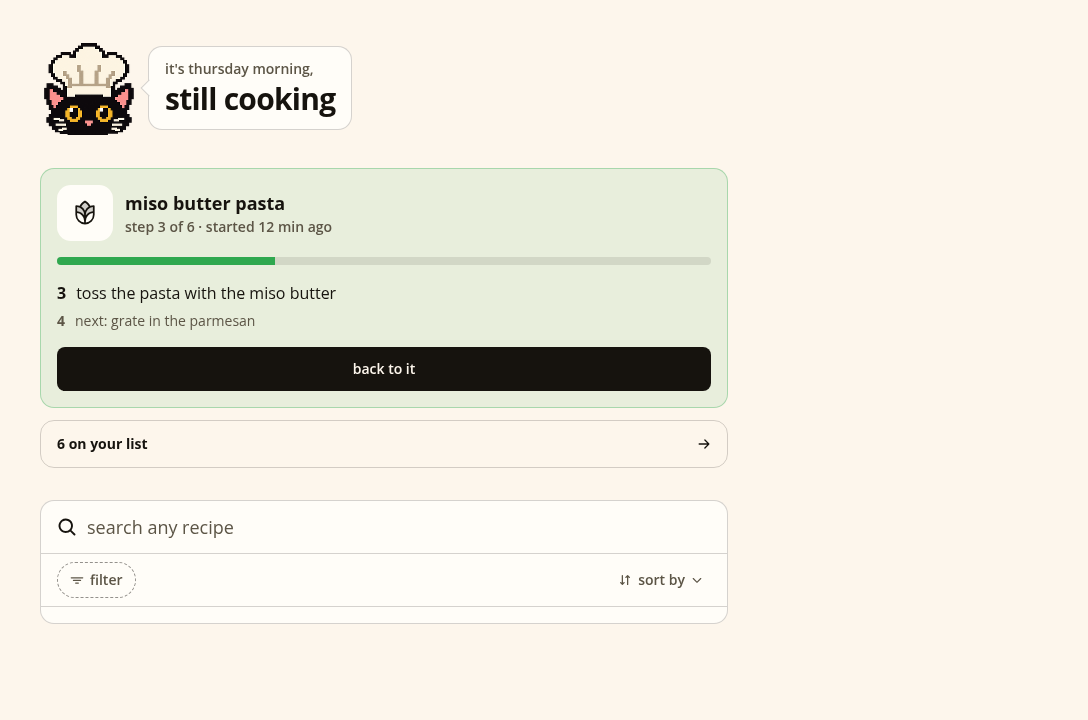 it's thursday morning,
still cooking
miso butter pasta
step 3 of 6 · started 12 min ago
3 toss the pasta with the miso butter
4 next: grate in the parmesan
back to it
6 on your list
search any recipe
filter
sort by